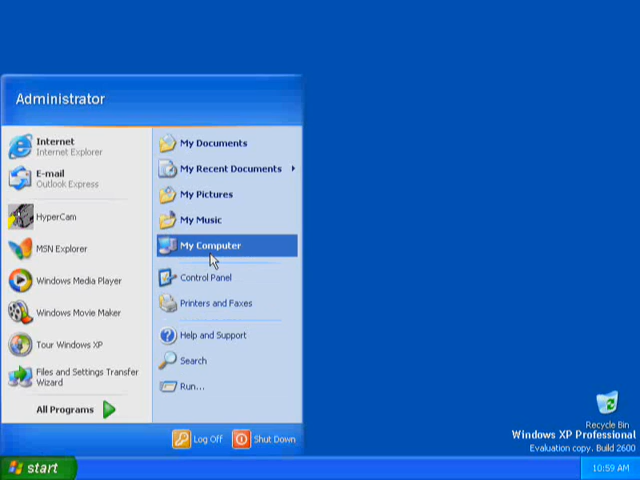 Administrator
Internet
Internet Explorer
E-mail
Outlook Express
HyperCam
MSN Explorer
Windows Media Player
Windows Movie Maker
Tour Windows XP
Files and Settings Transfer
Wizard
All Programs
My Documents
My Recent Documents
My Pictures
My Music
My Computer
Control Panel
Printers and Faxes
Help and Support
Search
Run...
Log Off
Shut Down
Recycle Bin
Windows XP Professional
Evaluation copy. Build 2600
start
10:59 AM